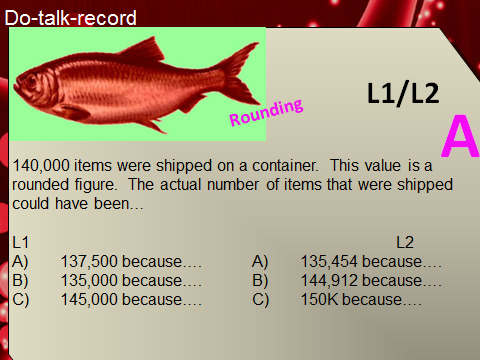 Do-talk-record
Rounding
L1/L2
A
140,000 items were shipped on a container.  This value is a
rounded figure.  The actual number of items that were shipped
could have been…
L1 L2
A) 137,500 because…. A) 135,454 because….
B) 135,000 because…. B) 144,912 because….
C) 145,000 because…. C) 150K because….